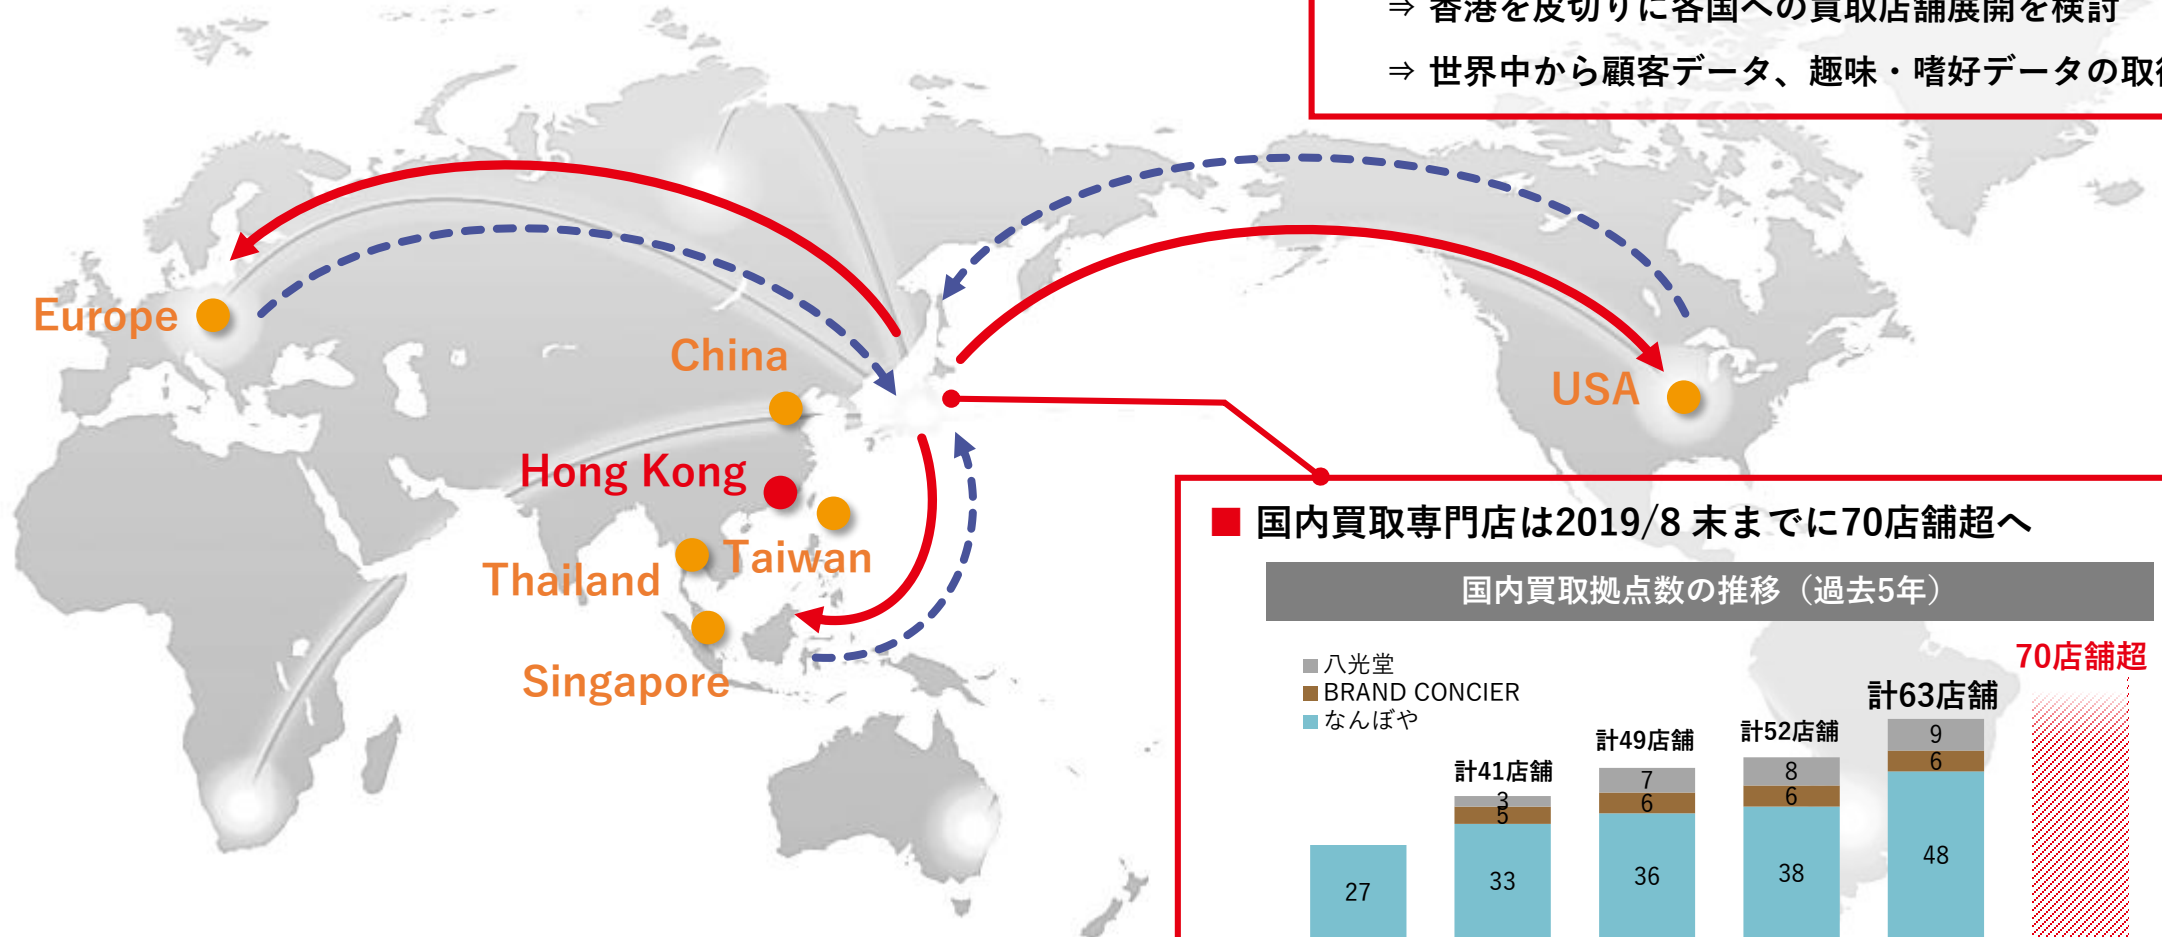 ⇒ 香港を皮切りに各国への買取店舗展開を検討
⇒ 世界中から顧客データ、趣味・嗜好データの取得
Europe
China
USA
Hong Kong
Taiwan
Thailand
Singapore
■ 国内買取専門店は2019/8 末までに70店舗超へ
国内買取拠点数の推移（過去5年）
70店舗超
八光堂
BRAND CONCIER
なんぼや
計63店舗
計52店舗
計49店舗
計41店舗
9
6
48
8
6
38
7
6
36
3
5
33
27